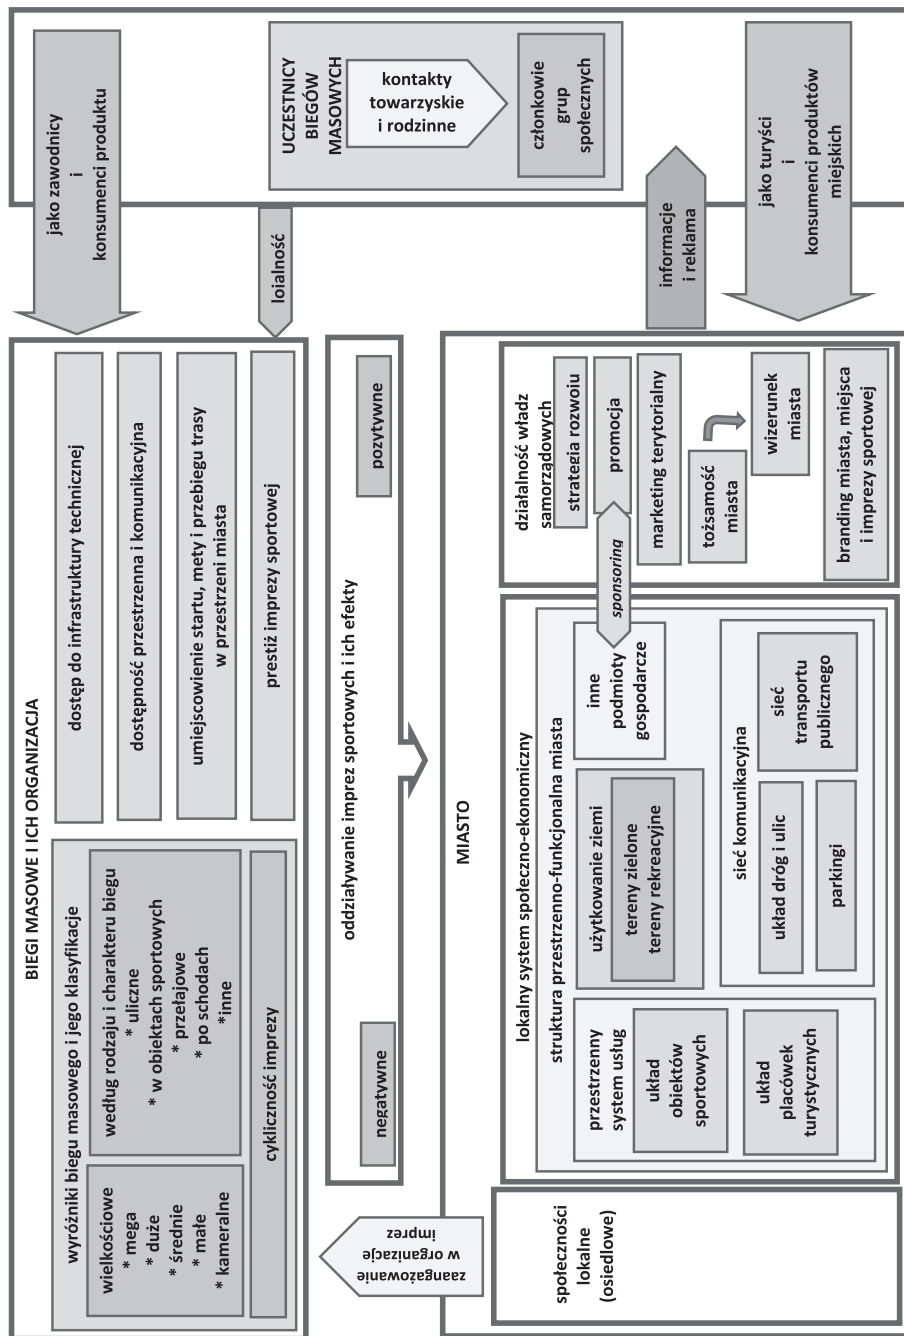 BIEGI MASOWE I ICH ORGANIZACJA
wyróżniki biegu masowego i jego klasyfikacje
wielkościowe
* mega
* duże
* średnie
* małe
* kameralne
według rodzaju i charakteru biegu
* uliczne
* w obiektach sportowych
* przełajowe
* po schodach
*inne
cykliczność imprezy
dostęp do infrastruktury technicznej
dostępność przestrzenna i komunikacyjna
umiejscowienie startu, mety i przebiegu trasy
w przestrzeni miasta
prestiż imprezy sportowej
jako zawodnicy
i
konsumenci produktu
loialność
UCZESTNICY
BIEGÓW
MASOWYCH
kontakty
towarzyskie
i rodzinne
członkowie
grup
społecznych
informacje
i reklama
jako turyści
i
konsumenci produktów
miejskich
oddziaływanie imprez sportowych i ich efekty
negatywne
pozytywne
zaangażowanie
w organizację
imprez
MIASTO
społeczności
lokalne
(osiedlowe)
lokalny system społeczno-ekonomiczny
struktura przestrzenno-funkcjonalna miasta
przestrzenny
system usług
układ
obiektów
sportowych
układ
placówek
turystycznych
użytkowanie ziemi
tereny zielone
tereny rekreacyjne
inne
podmioty
gospodarcze
sieć komunikacyjna
układ dróg i ulic
parkingi
sieć
transportu
publicznego
sponsoring
działalność władz
samorządowych
strategia rozwoiu
promocja
marketing terytorialny
tożsamość
miasta
wizerunek
miasta
branding miasta, miejsca
i imprezy sportowej